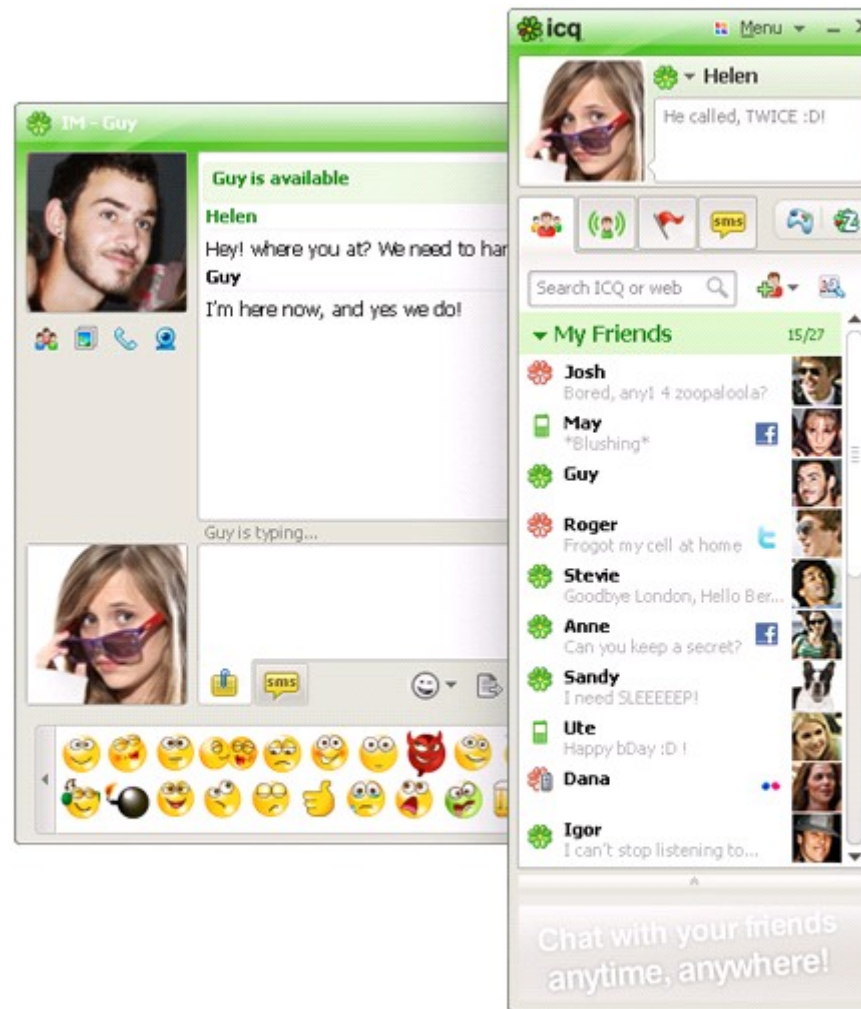 IM - Guy
Guy is available
Helen
Hey! where you at? We need to har
Guy
I'm here now, and yes we do!
Guy is typing...
sms
icq
Menu
Helen
He called, TWICE :D!
sms
Search ICQ or web
My Friends 15/27
Josh
Bored, any1 4 zoopaloola?
May
*Blushing*
Guy
Roger
Frogot my cell at home
Stevie
Goodbye London, Hello Ber...
Anne
Can you keep a secret?
Sandy
I need SLEEEEEP!
Ute
Happy bDay :D !
Dana
Igor
I can't stop listening to...
Chat with your friends
anytime, anywhere!